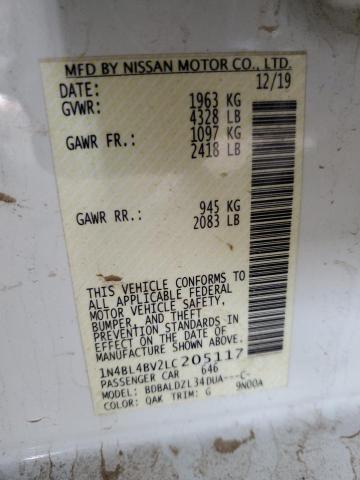 MFD BY NISSAN MOTOR CO., LTD.
DATE: 12/19
GVWR: 1963 KG
4328 LB
GAWR FR.: 1097 KG
2418 LB
GAWR RR.: 945 KG
2083 LB
THIS VEHICLE CONFORMS TO
ALL APPLICABLE FEDERAL
MOTOR VEHICLE SAFETY,
BUMPER, AND THEFT
PREVENTION STANDARDS IN
EFFECT ON THE DATE OF
MANUFACTURE SHOWN ABOVE.
1N4BL4BV2LC205117
PASSENGER CAR 646
MODEL: BDBALDZL34DUA---C-
COLOR: QAK TRIM: G 9N00A